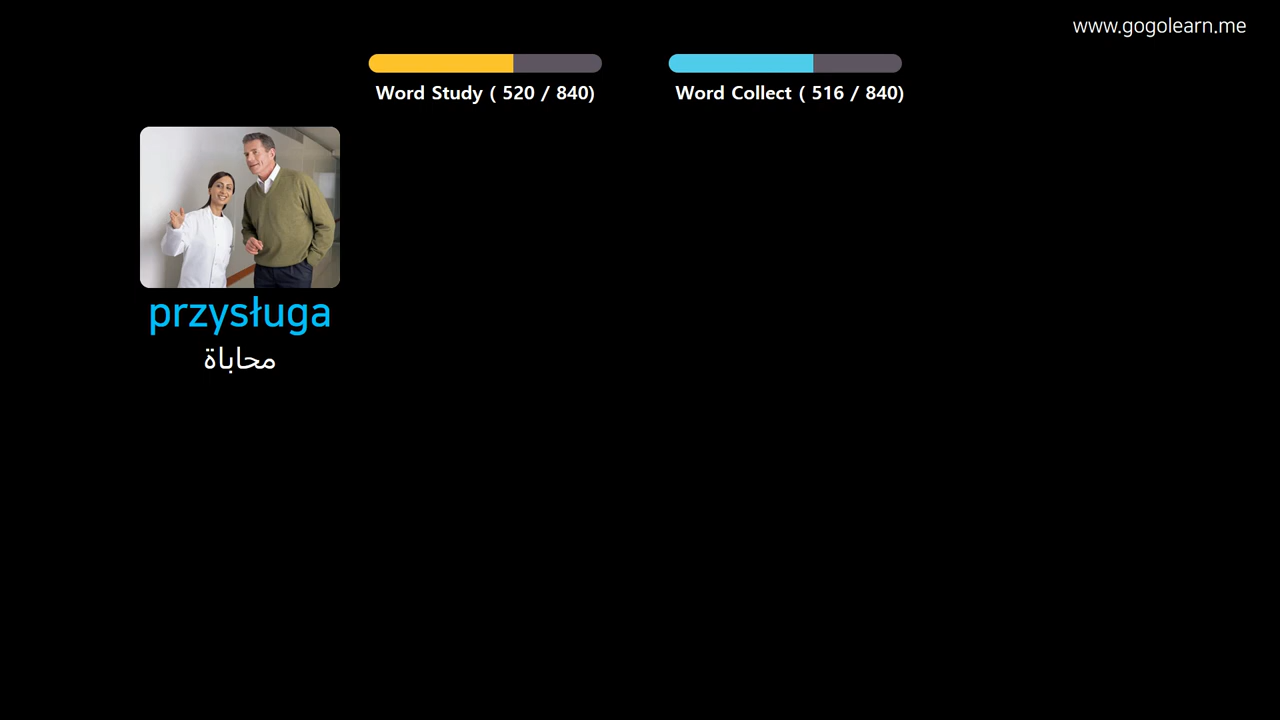 www.gogolearn.me
Word Study ( 520 / 840)
Word Collect ( 516 / 840)
przysługa
محاباة